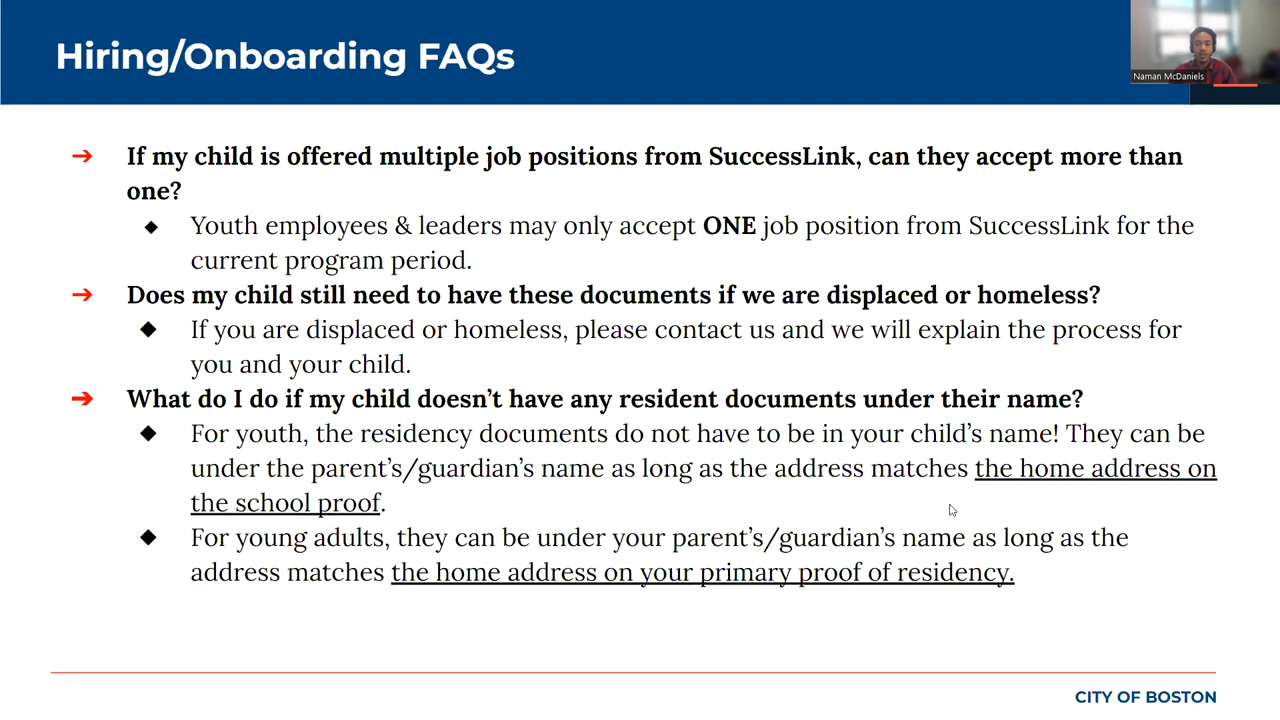 Hiring/Onboarding FAQs
Naman McDaniels
➔ If my child is offered multiple job positions from SuccessLink, can they accept more than
one?
◆ Youth employees & leaders may only accept ONE job position from SuccessLink for the
current program period.
➔ Does my child still need to have these documents if we are displaced or homeless?
◆ If you are displaced or homeless, please contact us and we will explain the process for
you and your child.
➔ What do I do if my child doesn’t have any resident documents under their name?
◆ For youth, the residency documents do not have to be in your child’s name! They can be
under the parent’s/guardian’s name as long as the address matches the home address on
the school proof.
◆ For young adults, they can be under your parent’s/guardian’s name as long as the
address matches the home address on your primary proof of residency.
CITY OF BOSTON